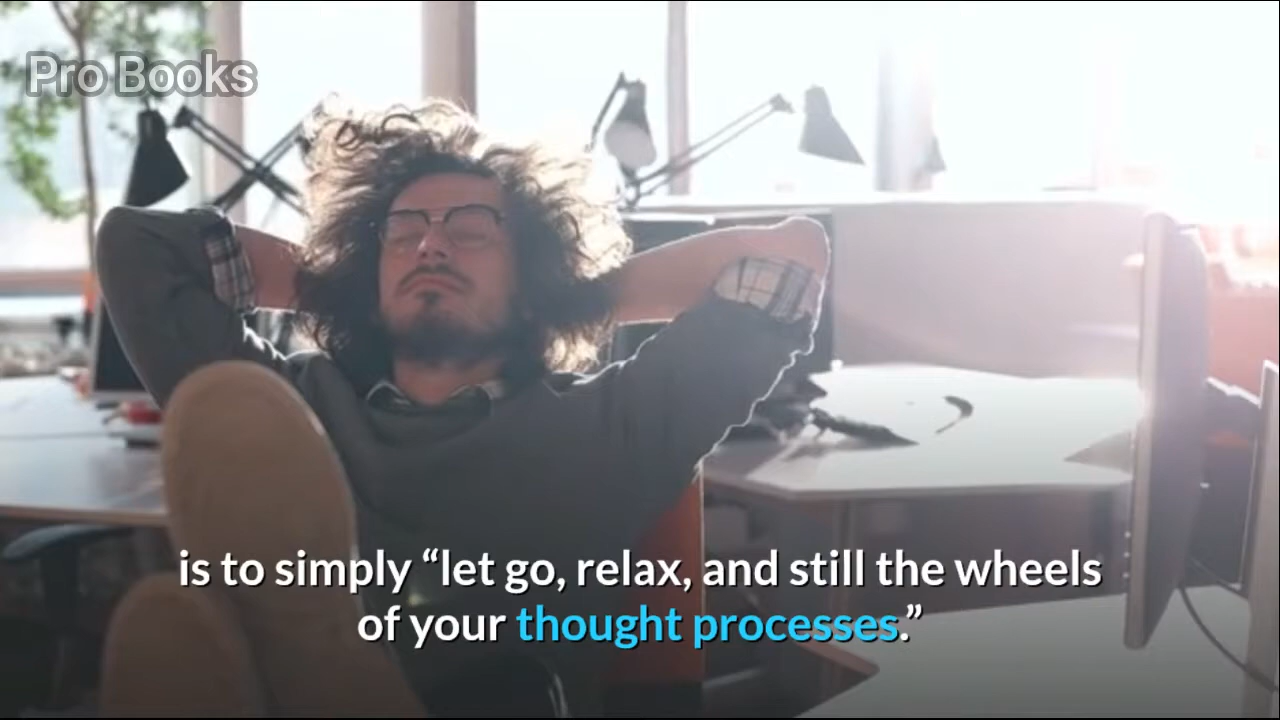 Pro Books
is to simply “let go, relax, and still the wheels
of your thought processes.”